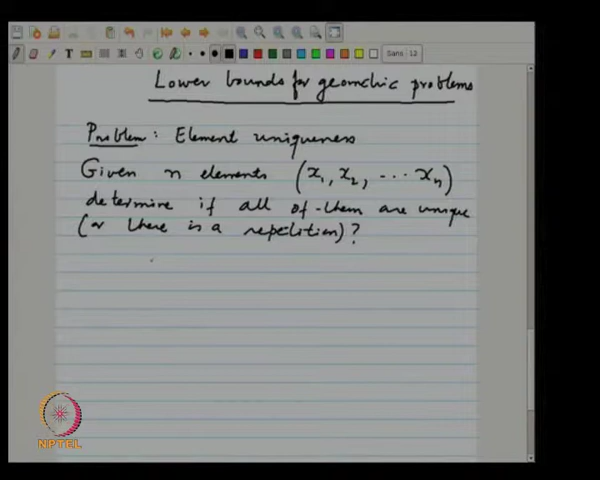 Lower bounds for geometric problems
Problem: Element uniqueness
Given n elements (x₁, x₂, ... xₙ)
determine if all of them are unique
(or there is a repetition)?
Sans 12
NPTEL